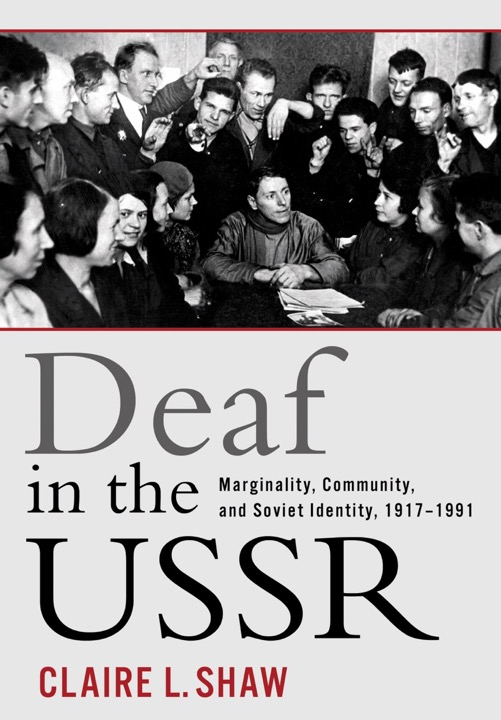 Deaf
in the
Marginality, Community,
and Soviet Identity, 1917–1991
USSR
CLAIRE L. SHAW